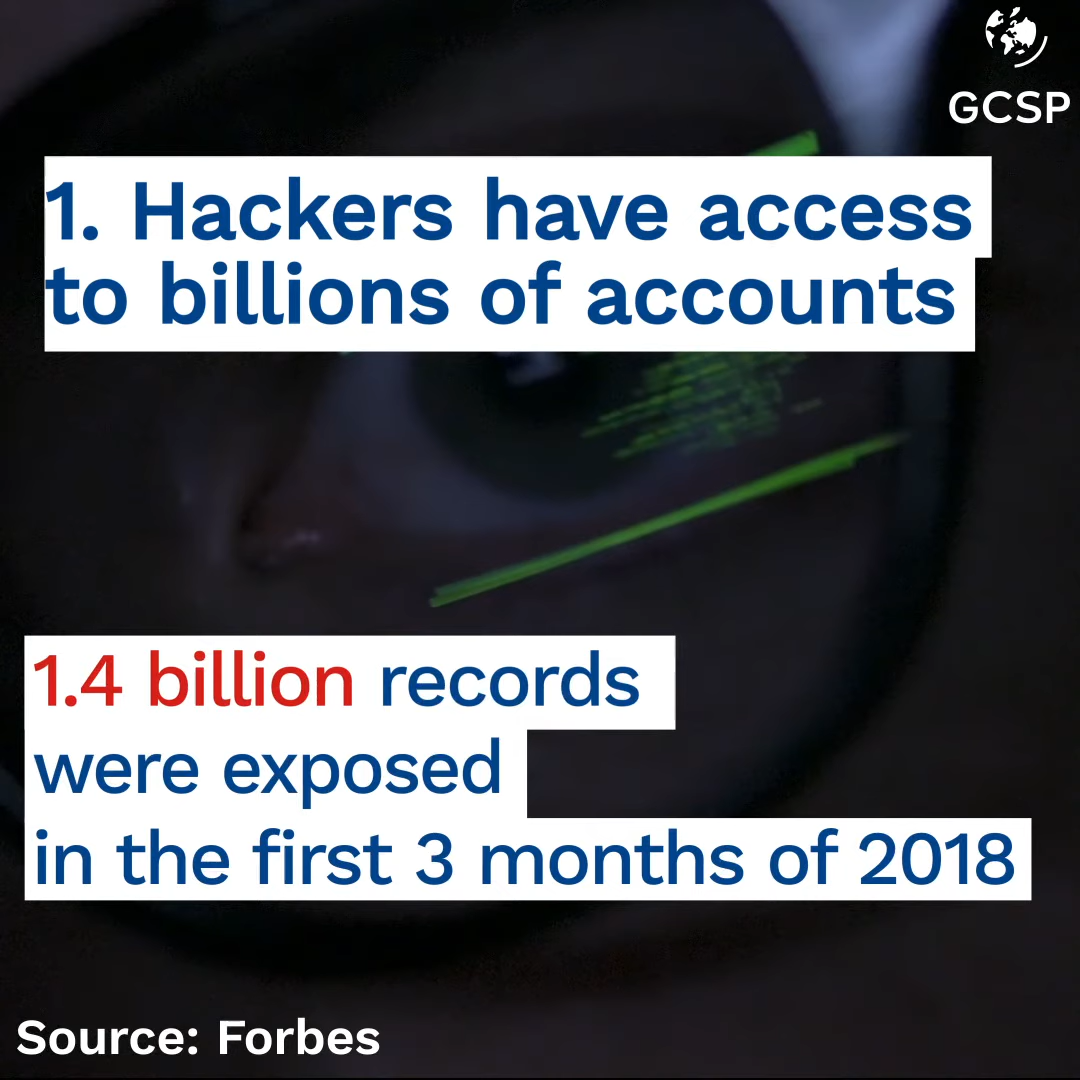 GCSP
1. Hackers have access
to billions of accounts
1.4 billion records
were exposed
in the first 3 months of 2018
Source: Forbes